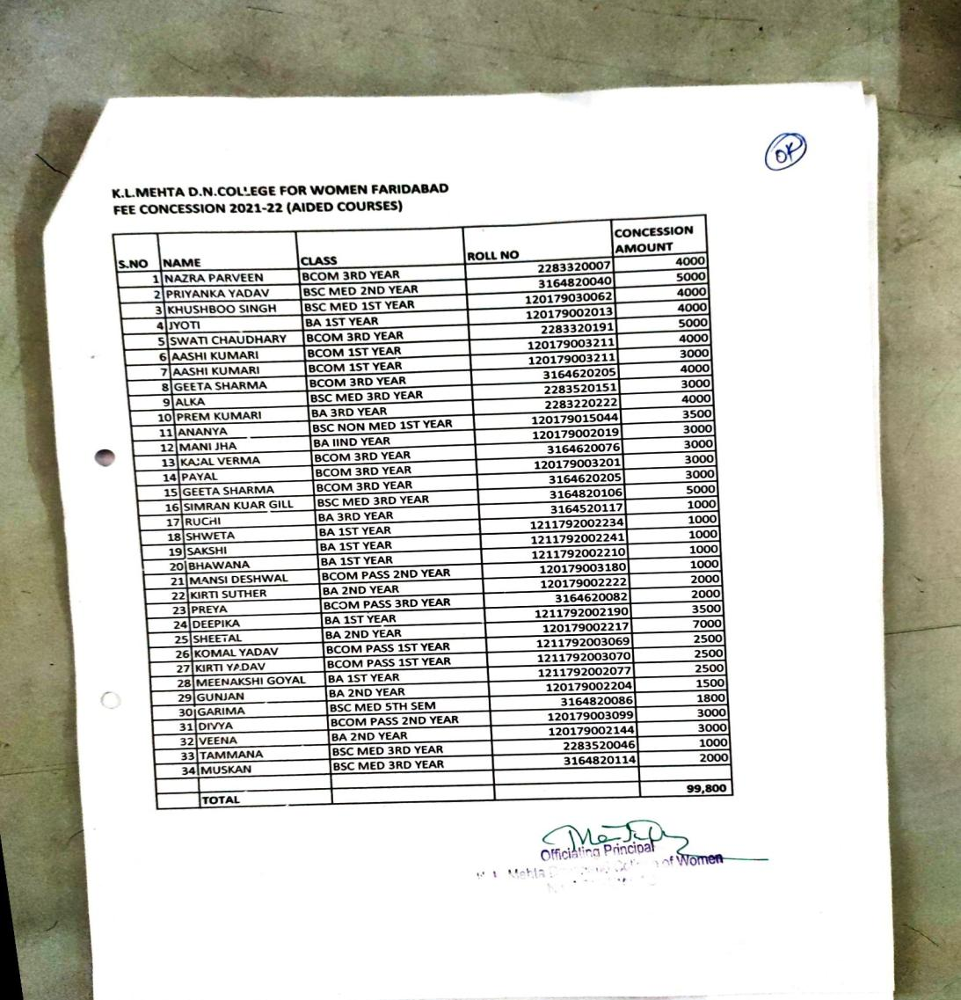 OK
K.L.MEHTA D.N.COLLEGE FOR WOMEN FARIDABAD
FEE CONCESSION 2021-22 (AIDED COURSES)
S.NO NAME CLASS ROLL NO CONCESSION AMOUNT
1 NAZRA PARVEEN BCOM 3RD YEAR 2283320007 4000
2 PRIYANKA YADAV BSC MED 2ND YEAR 3164820040 5000
3 KHUSHBOO SINGH BSC MED 1ST YEAR 120179030062 4000
4 JYOTI BA 1ST YEAR 120179002013 4000
5 SWATI CHAUDHARY BCOM 3RD YEAR 2283320191 5000
6 AASHI KUMARI BCOM 1ST YEAR 120179003211 4000
7 AASHI KUMARI BCOM 1ST YEAR 120179003211 3000
8 GEETA SHARMA BCOM 3RD YEAR 3164620205 4000
9 ALKA BSC MED 3RD YEAR 2283520151 3000
10 PREM KUMARI BA 3RD YEAR 2283220222 4000
11 ANANYA BSC NON MED 1ST YEAR 120179015044 3500
12 MANI JHA BA IIND YEAR 120179002019 3000
13 KAJAL VERMA BCOM 3RD YEAR 3164620076 3000
14 PAYAL BCOM 3RD YEAR 120179003201 3000
15 GEETA SHARMA BCOM 3RD YEAR 3164620205 3000
16 SIMRAN KUAR GILL BSC MED 3RD YEAR 3164820106 5000
17 RUCHI BA 3RD YEAR 3164520117 1000
18 SHWETA BA 1ST YEAR 1211792002234 1000
19 SAKSHI BA 1ST YEAR 1211792002241 1000
20 BHAWANA BA 1ST YEAR 1211792002210 1000
21 MANSI DESHWAL BCOM PASS 2ND YEAR 120179003180 1000
22 KIRTI SUTHER BA 2ND YEAR 120179002222 2000
23 PREYA BCOM PASS 3RD YEAR 3164620082 2000
24 DEEPIKA BA 1ST YEAR 1211792002190 3500
25 SHEETAL BA 2ND YEAR 120179002217 7000
26 KOMAL YADAV BCOM PASS 1ST YEAR 1211792003069 2500
27 KIRTI YADAV BCOM PASS 1ST YEAR 1211792003070 2500
28 MEENAKSHI GOYAL BA 1ST YEAR 1211792002077 2500
29 GUNJAN BA 2ND YEAR 120179002204 1500
30 GARIMA BSC MED 5TH SEM 3164820086 1800
31 DIVYA BCOM PASS 2ND YEAR 120179003099 3000
32 VEENA BA 2ND YEAR 120179002144 3000
33 TAMMANA BSC MED 3RD YEAR 2283520046 1000
34 MUSKAN BSC MED 3RD YEAR 3164820114 2000
TOTAL 99,800
Officiating Principal
Mehta of Women